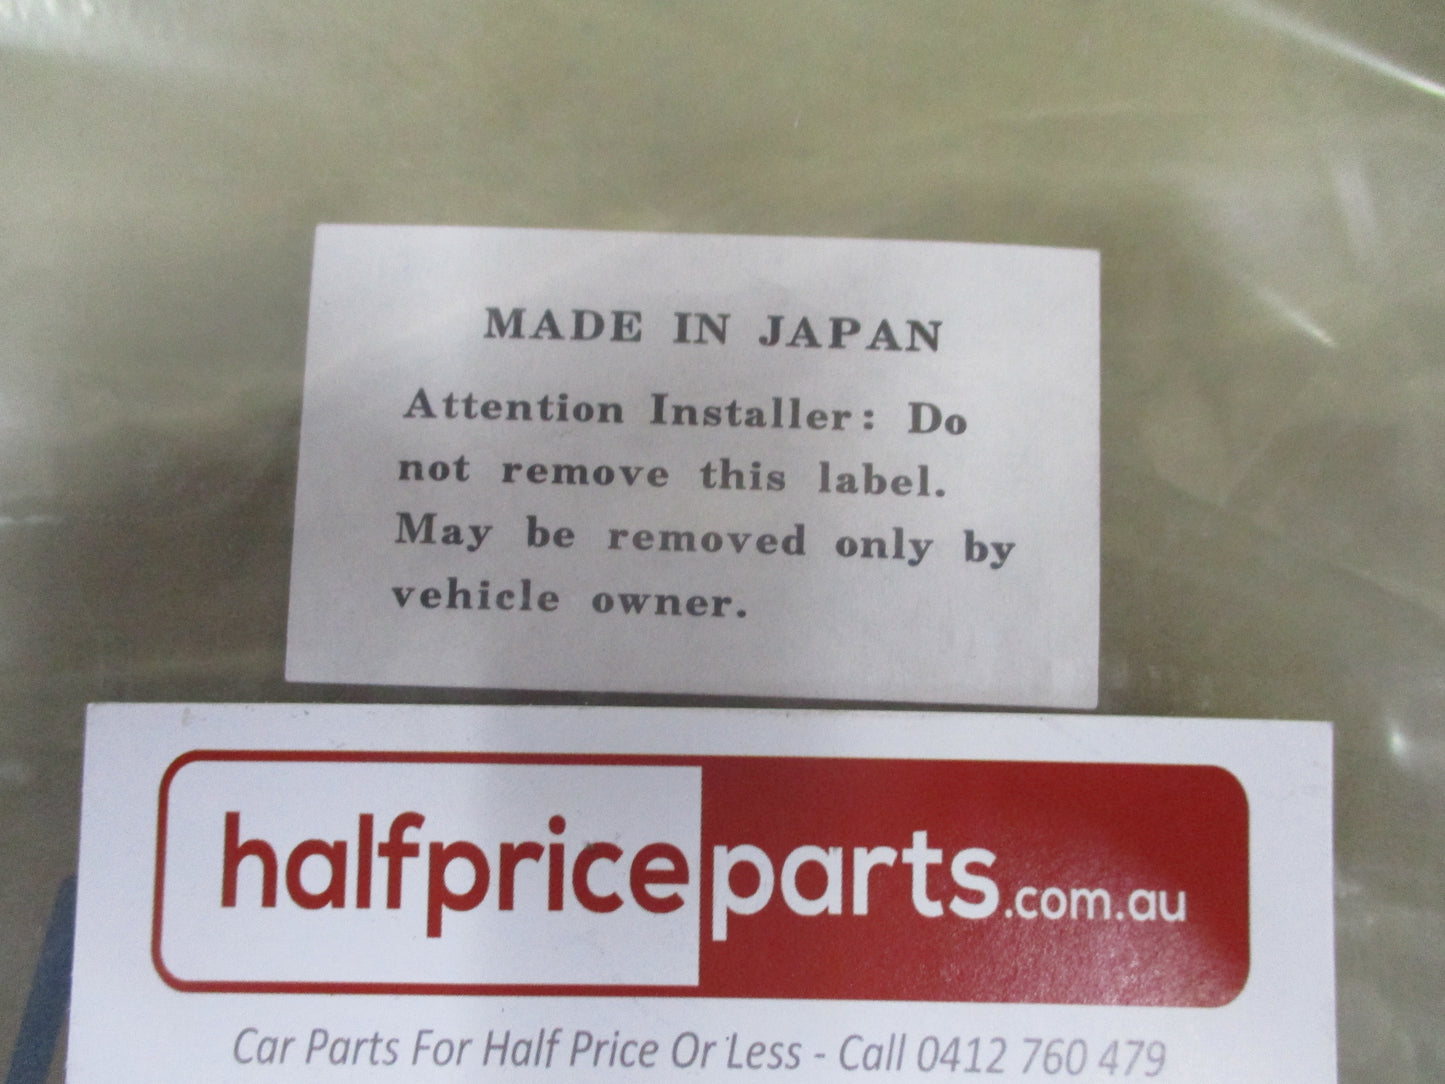 MADE IN JAPAN
Attention Installer: Do
not remove this label.
May be removed only by
vehicle owner.
halfpriceparts.com.au
Car Parts For Half Price Or Less - Call 0412 760 479